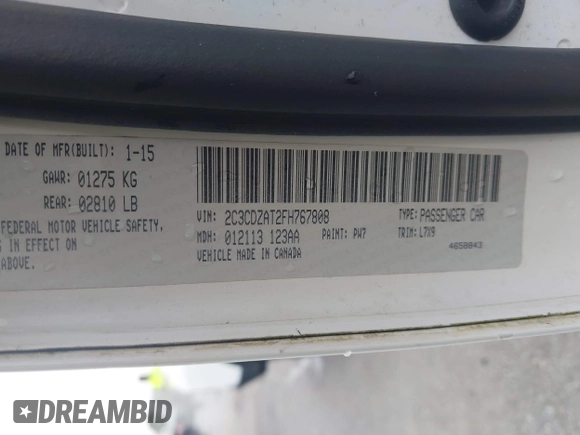 DATE OF MFR(BUILT): 1-15
GAWR: 01275 KG
REAR: 02810 LB
FEDERAL MOTOR VEHICLE SAFETY,
IN EFFECT ON
ABOVE.
VIN: 2C3CDZAT2FH767808
TYPE: PASSENGER CAR
MDH: 012113 123AA
PAINT: PW7
TRIM: L7X9
VEHICLE MADE IN CANADA
4658843
DREAMBID